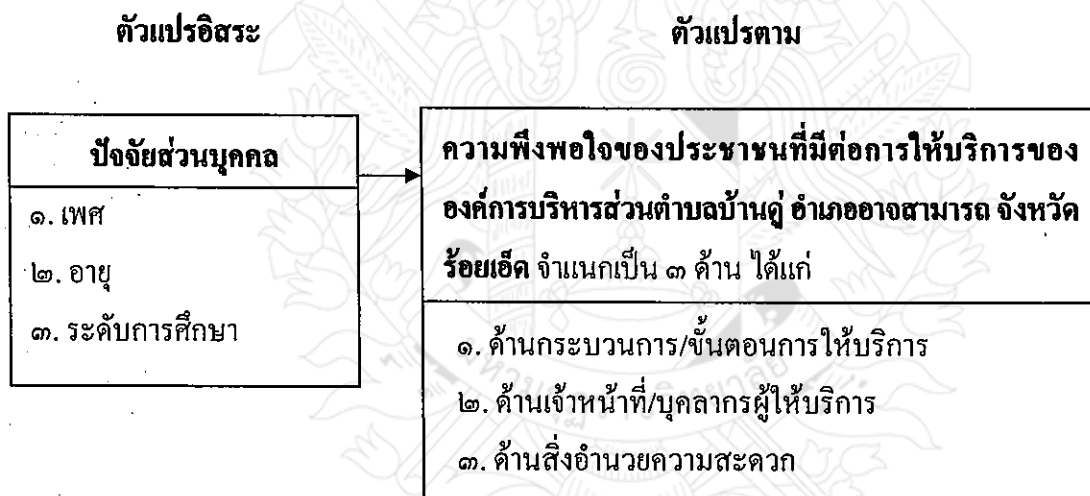 ตัวแปรอิสระ
ตัวแปรตาม
ปัจจัยส่วนบุคคล
๑. เพศ
๒. อายุ
๓. ระดับการศึกษา
ความพึงพอใจของประชาชนที่มีต่อการให้บริการของ
องค์การบริหารส่วนตำบลบ้านดู่ อำเภออาจสามารถ จังหวัด
ร้อยเอ็ด จำแนกเป็น ๓ ด้าน ได้แก่
๑. ด้านกระบวนการ/ขั้นตอนการให้บริการ
๒. ด้านเจ้าหน้าที่/บุคลากรผู้ให้บริการ
๓. ด้านสิ่งอำนวยความสะดวก